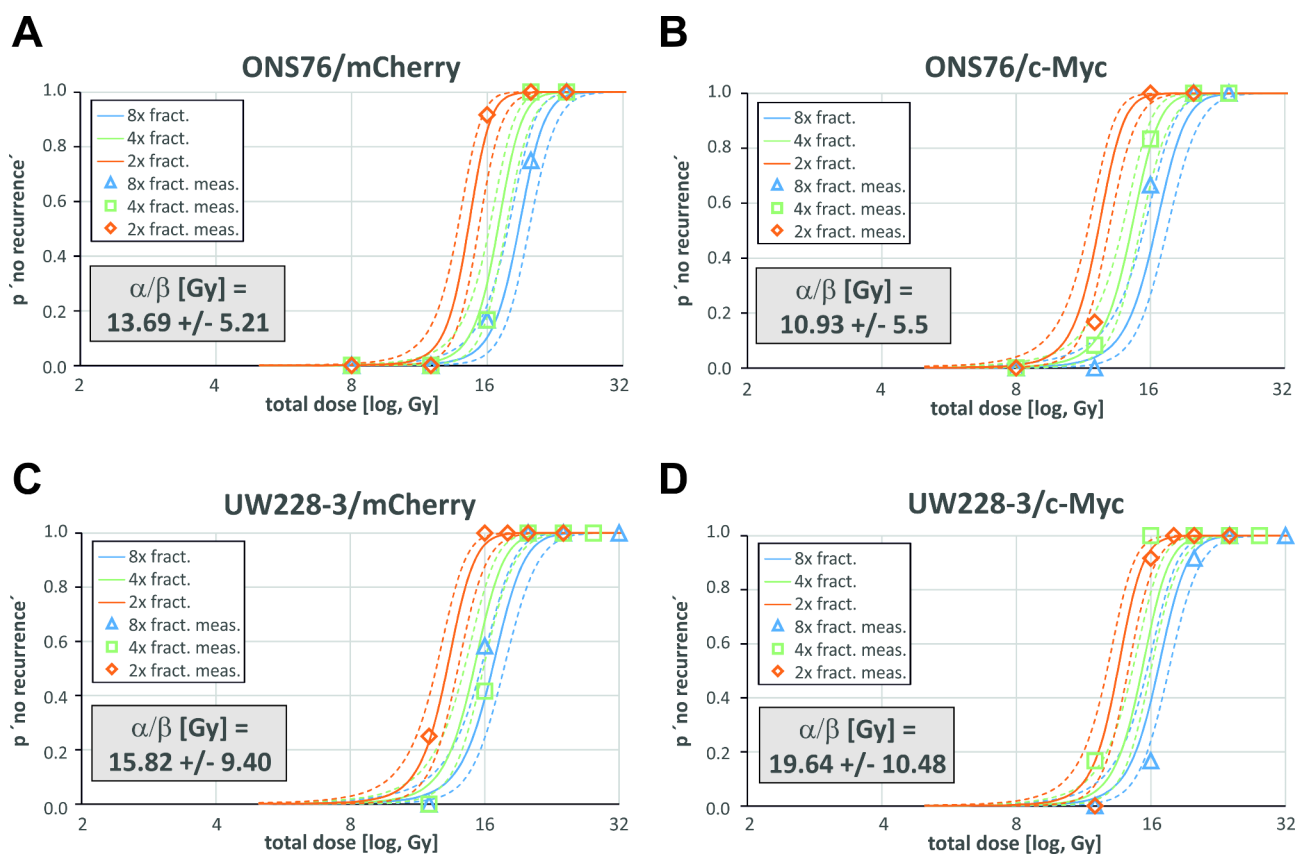 A
ONS76/mCherry
1.0
0.8
0.6
0.4
0.2
0.0
p ´no recurrence´
8x fract.
4x fract.
2x fract.
8x fract. meas.
4x fract. meas.
2x fract. meas.
α/β [Gy] =
13.69 +/- 5.21
2 4 8 16 32
total dose [log, Gy]
B
ONS76/c-Myc
1.0
0.8
0.6
0.4
0.2
0.0
p ´no recurrence´
8x fract.
4x fract.
2x fract.
8x fract. meas.
4x fract. meas.
2x fract. meas.
α/β [Gy] =
10.93 +/- 5.5
2 4 8 16 32
total dose [log, Gy]
C
UW228-3/mCherry
1.0
0.8
0.6
0.4
0.2
0.0
p ´no recurrence´
8x fract.
4x fract.
2x fract.
8x fract. meas.
4x fract. meas.
2x fract. meas.
α/β [Gy] =
15.82 +/- 9.40
2 4 8 16 32
total dose [log, Gy]
D
UW228-3/c-Myc
1.0
0.8
0.6
0.4
0.2
0.0
p ´no recurrence´
8x fract.
4x fract.
2x fract.
8x fract. meas.
4x fract. meas.
2x fract. meas.
α/β [Gy] =
19.64 +/- 10.48
2 4 8 16 32
total dose [log, Gy]